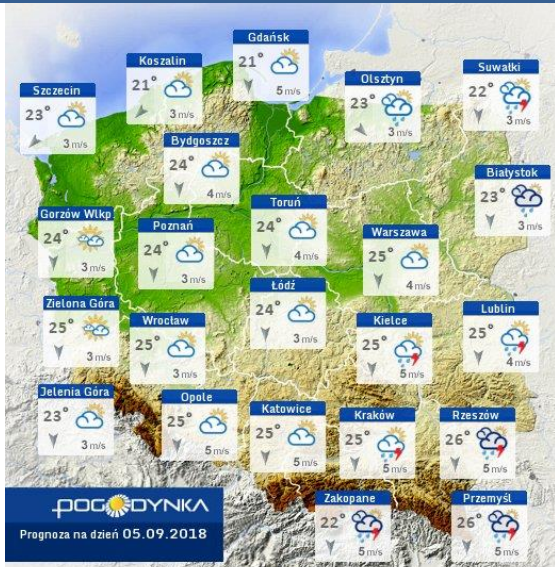 Gdańsk
21°
5 m/s
Koszalin
21°
3 m/s
Suwałki
22°
3 m/s
Olsztyn
23°
3 m/s
Szczecin
23°
3 m/s
Bydgoszcz
24°
4 m/s
Białystok
23°
3 m/s
Toruń
24°
4 m/s
Gorzów Wlkp
24°
3 m/s
Poznań
24°
3 m/s
Warszawa
25°
4 m/s
Łódź
24°
3 m/s
Zielona Góra
25°
3 m/s
Wrocław
25°
3 m/s
Kielce
25°
5 m/s
Lublin
25°
4 m/s
Jelenia Góra
23°
3 m/s
Opole
25°
5 m/s
Katowice
25°
5 m/s
Kraków
25°
5 m/s
Rzeszów
26°
5 m/s
Zakopane
22°
5 m/s
Przemyśl
26°
5 m/s
POGODYNKA
Prognoza na dzień 05.09.2018